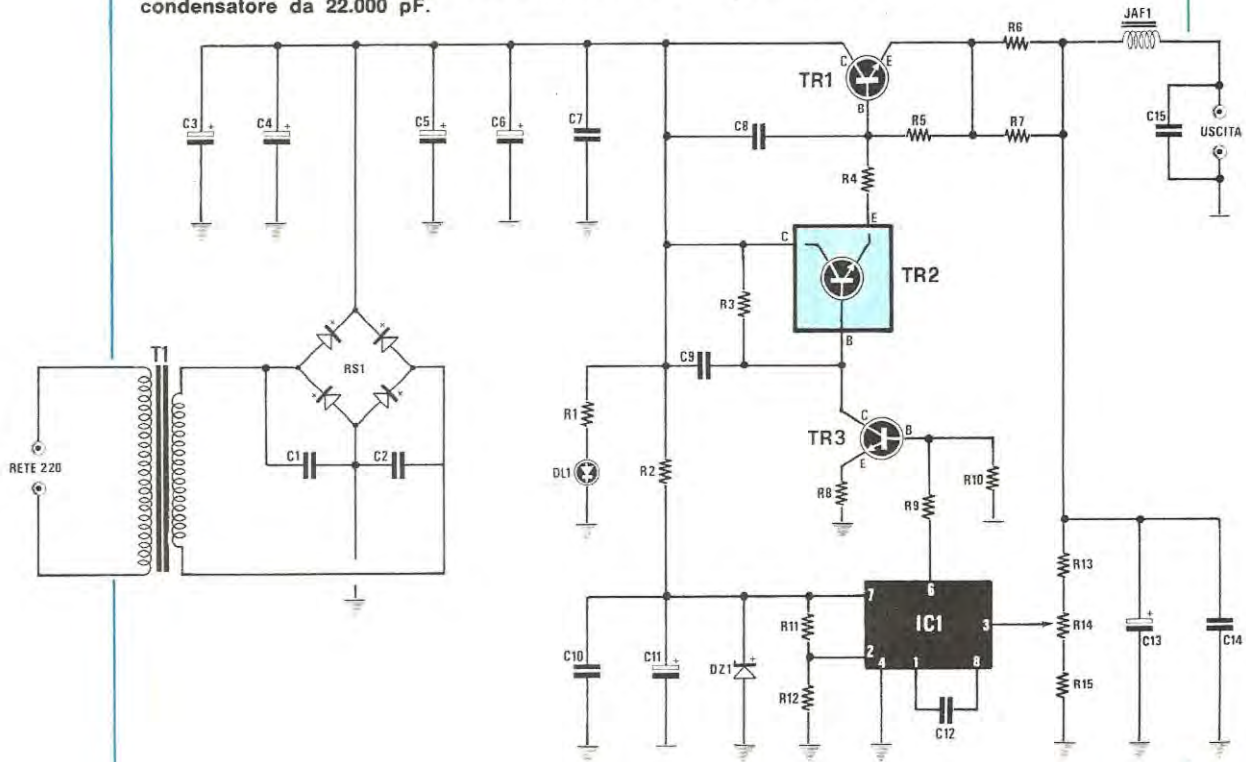 condensatore da 22.000 pF.
JAF1
R6
C
E
TR1
B
C3
+
C4
+
C5
+
C6
+
C7
C8
R5
R7
C15
USCITA
R4
E
C
TR2
R3
B
C9
T1
RS1
+
+
+
+
R1
C
TR3
B
E
RETE 220
C1
C2
DL1
R2
R8
R9
R10
R13
7
6
IC1
3
R14
C13
+
C14
R11
2
4
1
8
C10
C11
+
DZ1
+
R12
C12
R15